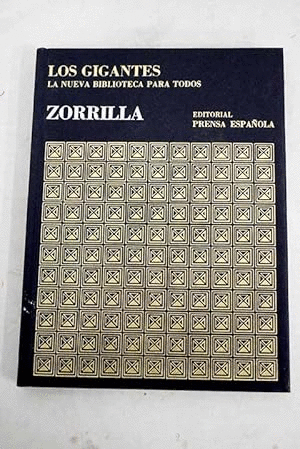 LOS GIGANTES
LA NUEVA BIBLIOTECA PARA TODOS
ZORRILLA
EDITORIAL
PRENSA ESPAÑOLA